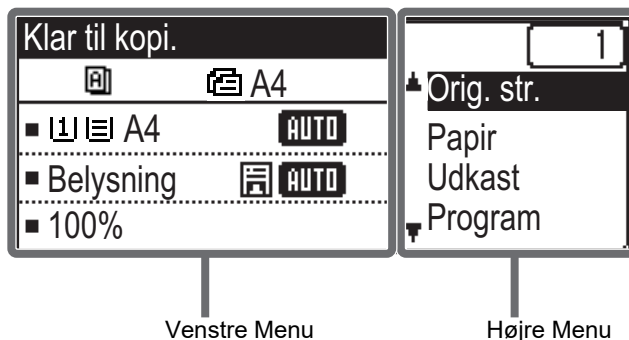 Klar til kopi.
A A4
1 A4 AUTO
Belysning AUTO
100%
1
Orig. str.
Papir
Udkast
Program
Venstre Menu
Højre Menu